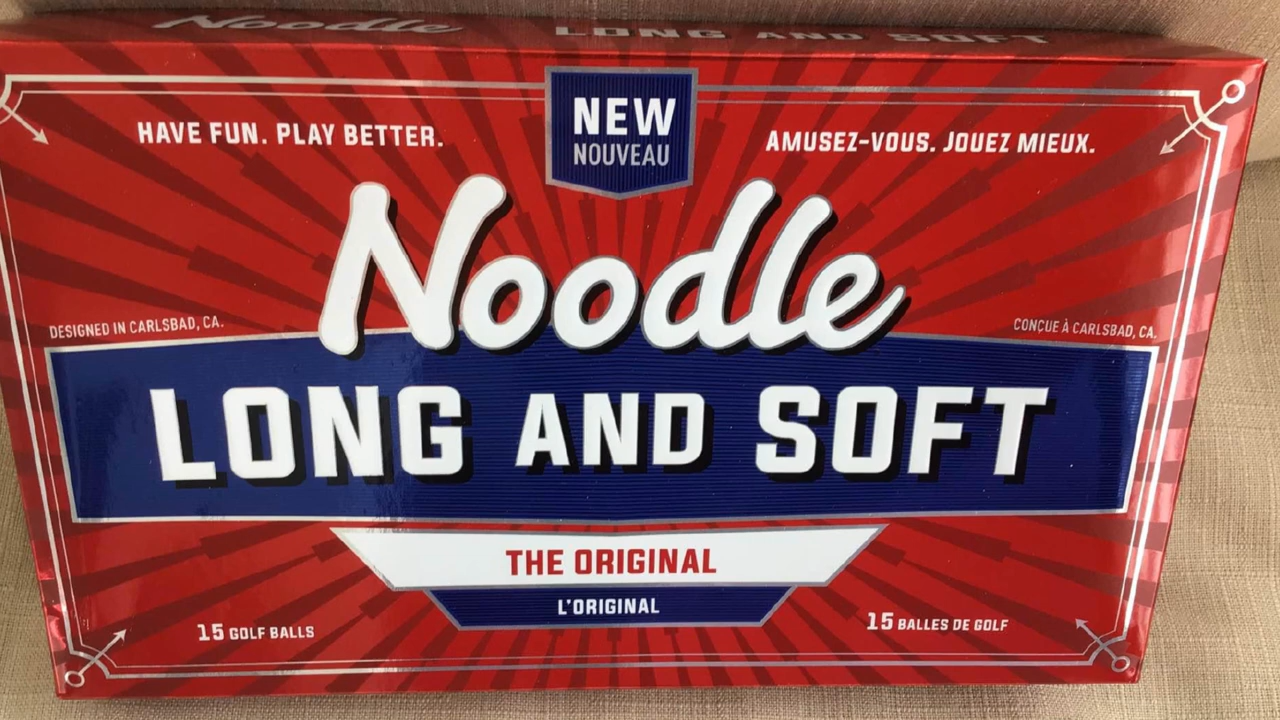 Noodle LONG AND SOFT
NEW
NOUVEAU
HAVE FUN. PLAY BETTER.
AMUSEZ-VOUS. JOUEZ MIEUX.
Noodle
DESIGNED IN CARLSBAD, CA.
CONÇUE À CARLSBAD, CA.
LONG AND SOFT
THE ORIGINAL
L'ORIGINAL
15 GOLF BALLS
15 BALLES DE GOLF